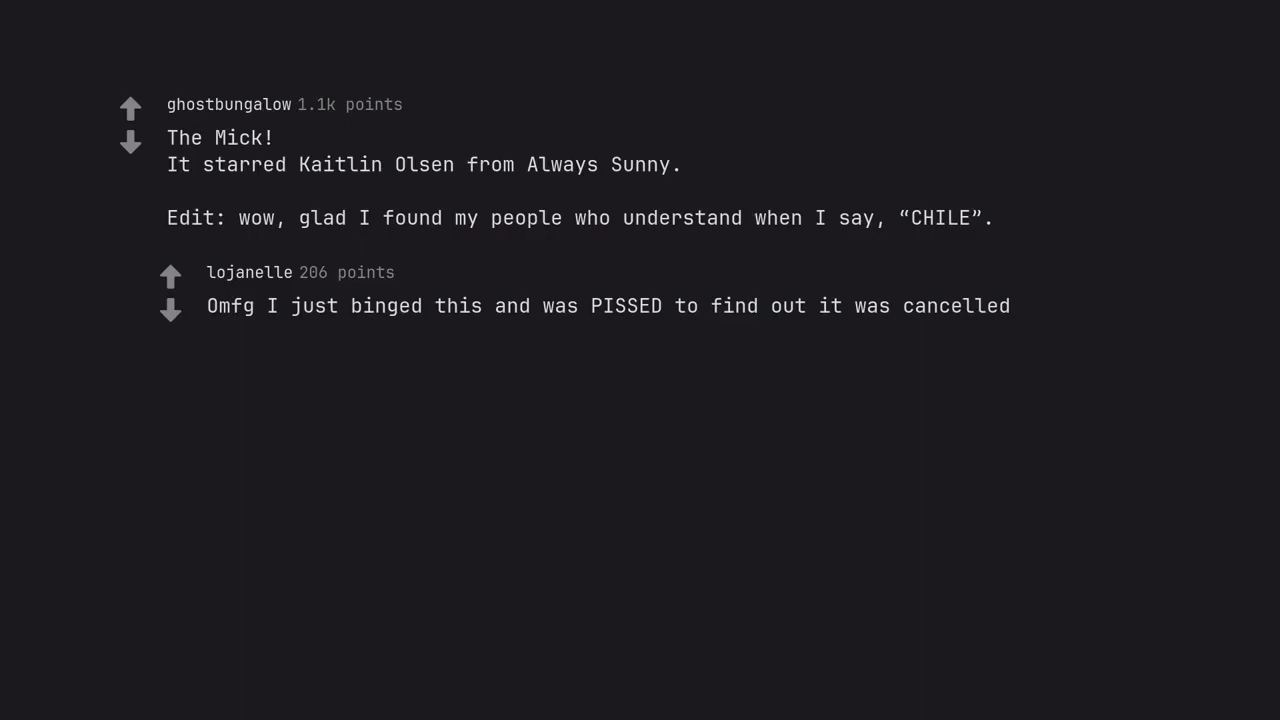 ghostbungalow 1.1k points
The Mick!
It starred Kaitlin Olsen from Always Sunny.
Edit: wow, glad I found my people who understand when I say, “CHILE”.
lojanelle 206 points
Omfg I just binged this and was PISSED to find out it was cancelled